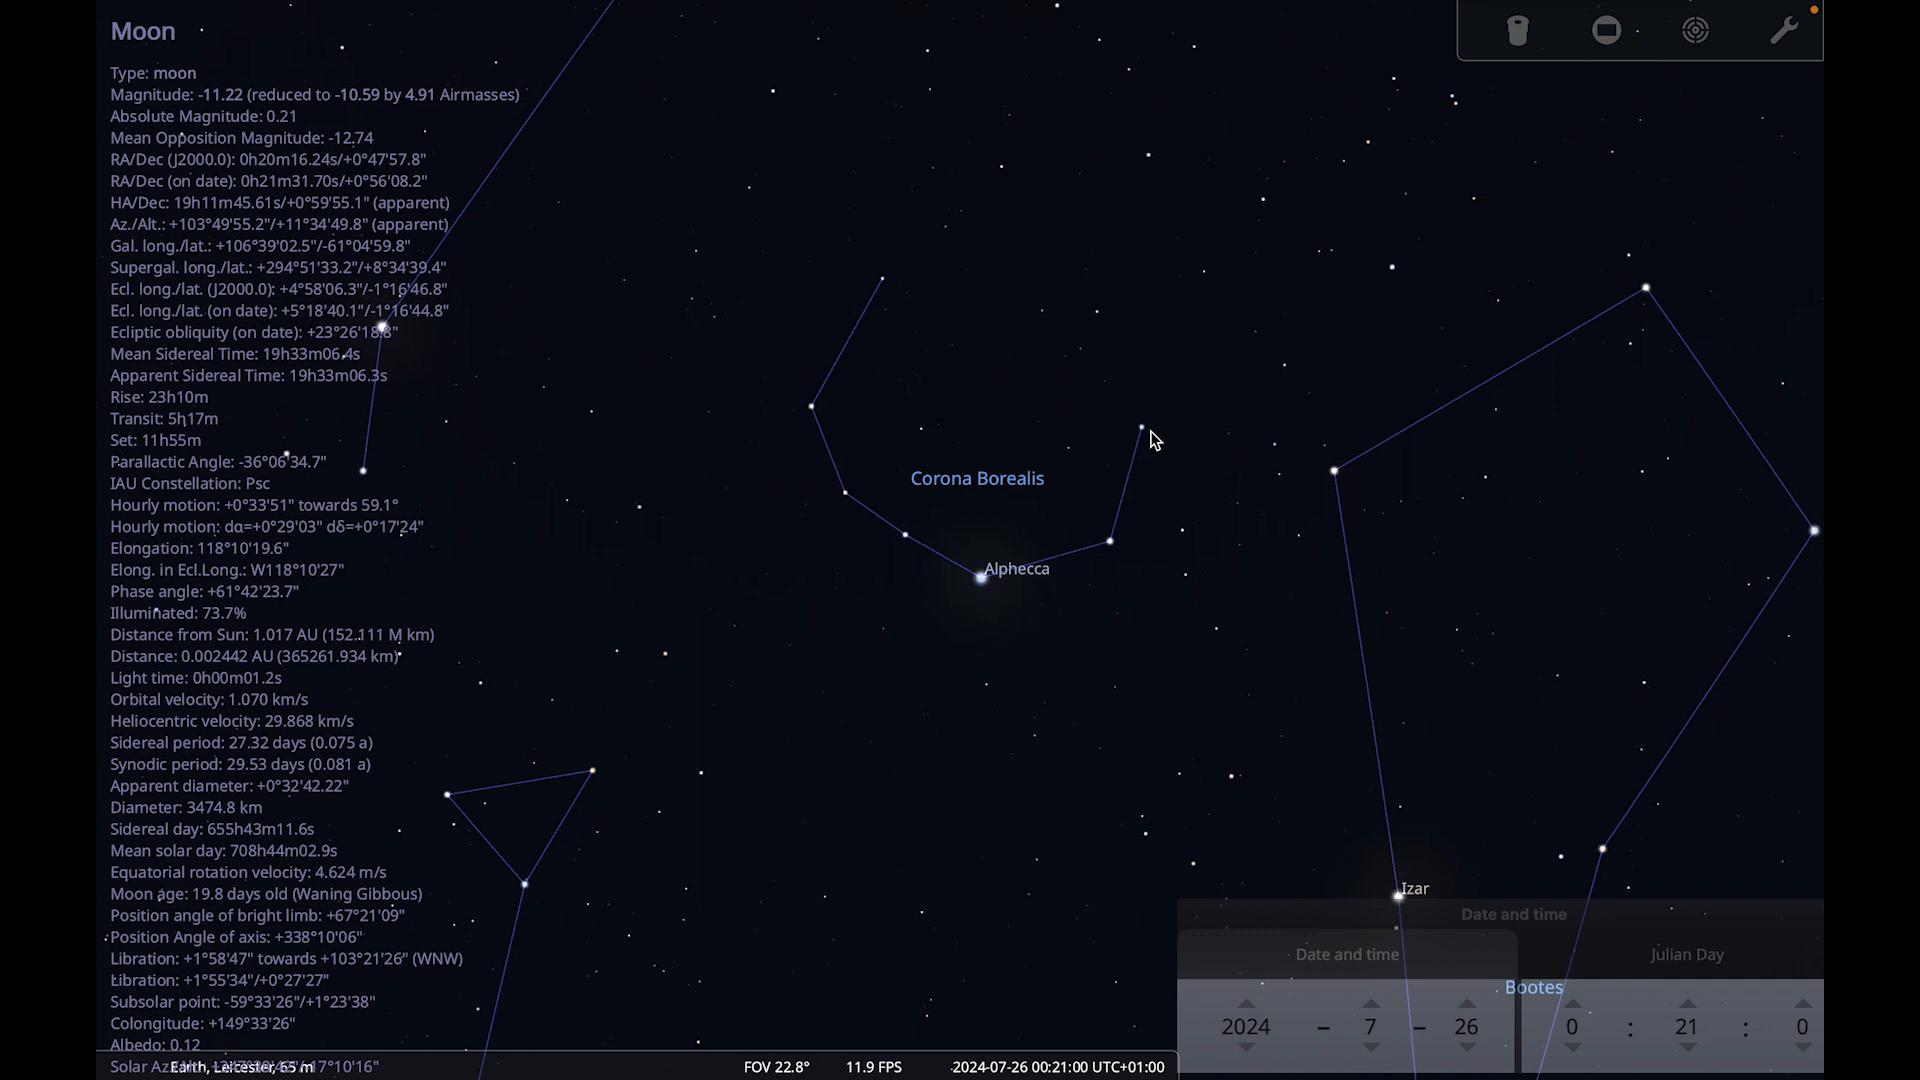 Moon
Type: moon
Magnitude: -11.22 (reduced to -10.59 by 4.91 Airmasses)
Absolute Magnitude: 0.21
Mean Opposition Magnitude: -12.74
RA/Dec (J2000.0): 0h20m16.24s/+0°47'57.8"
RA/Dec (on date): 0h21m31.70s/+0°56'08.2"
HA/Dec: 19h11m45.61s/+0°59'55.1" (apparent)
Az./Alt.: +103°49'55.2"/+11°34'49.8" (apparent)
Gal. long./lat.: +106°39'02.5"/-61°04'59.8"
Supergal. long./lat.: +294°51'33.2"/+8°34'39.4"
Ecl. long./lat. (J2000.0): +4°58'06.3"/-1°16'46.8"
Ecl. long./lat. (on date): +5°18'40.1"/-1°16'44.8"
Ecliptic obliquity (on date): +23°26'18.8"
Mean Sidereal Time: 19h33m06.4s
Apparent Sidereal Time: 19h33m06.3s
Rise: 23h10m
Transit: 5h17m
Set: 11h55m
Parallactic Angle: -36°06'34.7"
IAU Constellation: Psc
Hourly motion: +0°33'51" towards 59.1°
Hourly motion: dα=+0°29'03" dδ=+0°17'24"
Elongation: 118°10'19.6"
Elong. in Ecl.Long.: W118°10'27"
Phase angle: +61°42'23.7"
Illuminated: 73.7%
Distance from Sun: 1.017 AU (152.111 M km)
Distance: 0.002442 AU (365261.934 km)
Light time: 0h00m01.2s
Orbital velocity: 1.070 km/s
Heliocentric velocity: 29.868 km/s
Sidereal period: 27.32 days (0.075 a)
Synodic period: 29.53 days (0.081 a)
Apparent diameter: +0°32'42.22"
Diameter: 3474.8 km
Sidereal day: 655h43m11.6s
Mean solar day: 708h44m02.9s
Equatorial rotation velocity: 4.624 m/s
Moon age: 19.8 days old (Waning Gibbous)
Position angle of bright limb: +67°21'09"
Position Angle of axis: +338°10'06"
Libration: +1°58'47" towards +103°21'26" (WNW)
Libration: +1°55'34"/+0°27'27"
Subsolar point: -59°33'26"/+1°23'38"
Colongitude: +149°33'26"
Albedo: 0.12
Solar Az./Alt.: 17°10'16"
Earth, Leicester, 65 m
FOV 22.8°
11.9 FPS
2024-07-26 00:21:00 UTC+01:00
Corona Borealis
Alphecca
Izar
Bootes
Date and time
Date and time
Julian Day
2024 – 7 – 26
0 : 21 : 0